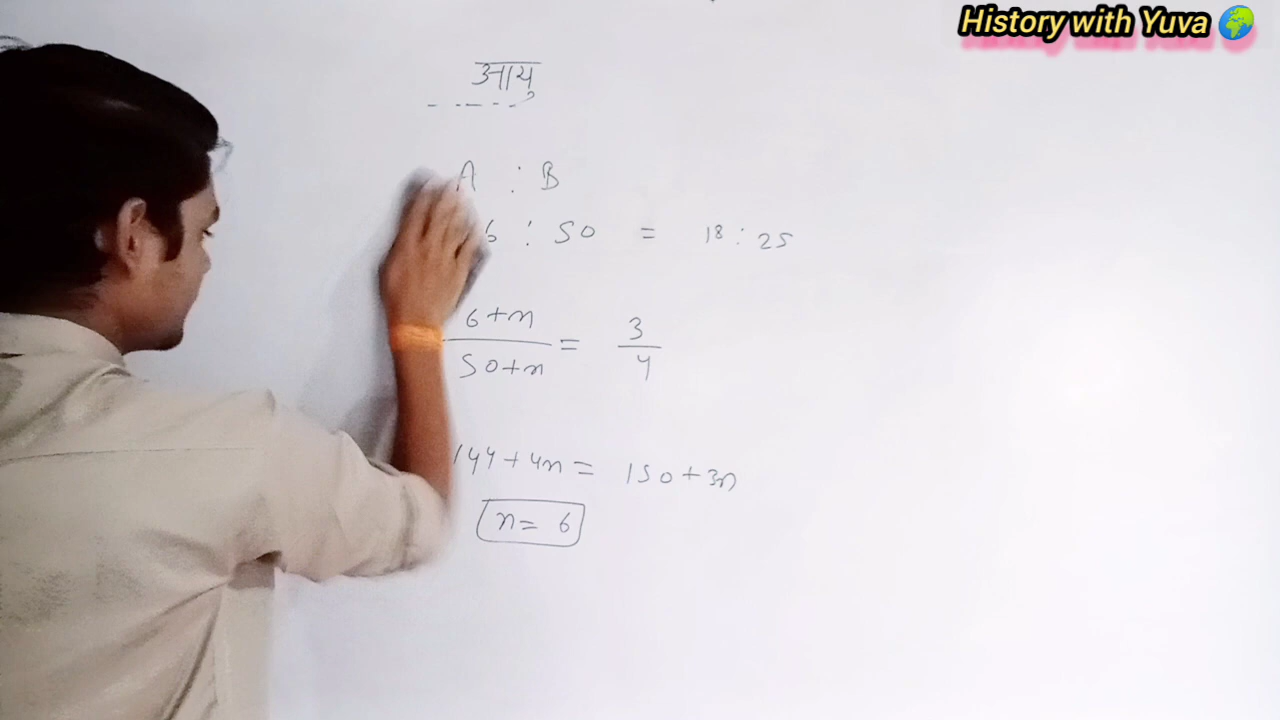 History with Yuva
आयु
A : B
6 : 50 = 18 : 25
6+n
50+n
=
3
4
144+4n = 150+3n
n = 6